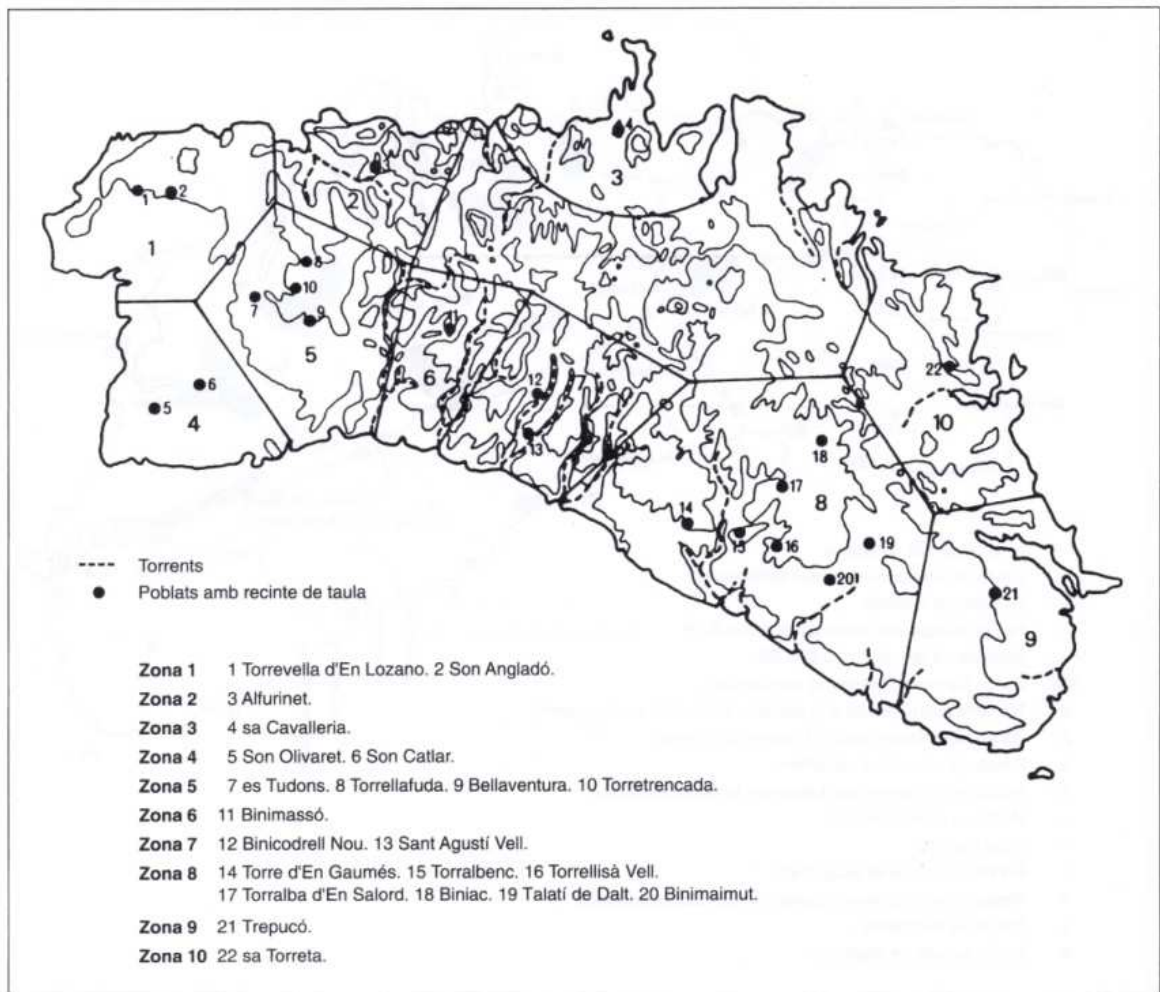 4
3
2
3
1
2
1
8
10
7
9
5
11
6
6
5
4
12
13
22
10
18
17
8
14
15
16
19
20
21
9
Torrents
Poblats amb recinte de taula
Zona 1 1 Torrevella d'En Lozano. 2 Son Angladó.
Zona 2 3 Alfurinet.
Zona 3 4 sa Cavalleria.
Zona 4 5 Son Olivaret. 6 Son Catlar.
Zona 5 7 es Tudons. 8 Torrellafuda. 9 Bellaventura. 10 Torretrencada.
Zona 6 11 Binimassó.
Zona 7 12 Binicodrell Nou. 13 Sant Agustí Vell.
Zona 8 14 Torre d'En Gaumés. 15 Torralbenc. 16 Torrellisà Vell.
17 Torralba d'En Salord. 18 Biniac. 19 Talatí de Dalt. 20 Binimaimut.
Zona 9 21 Trepucó.
Zona 10 22 sa Torreta.